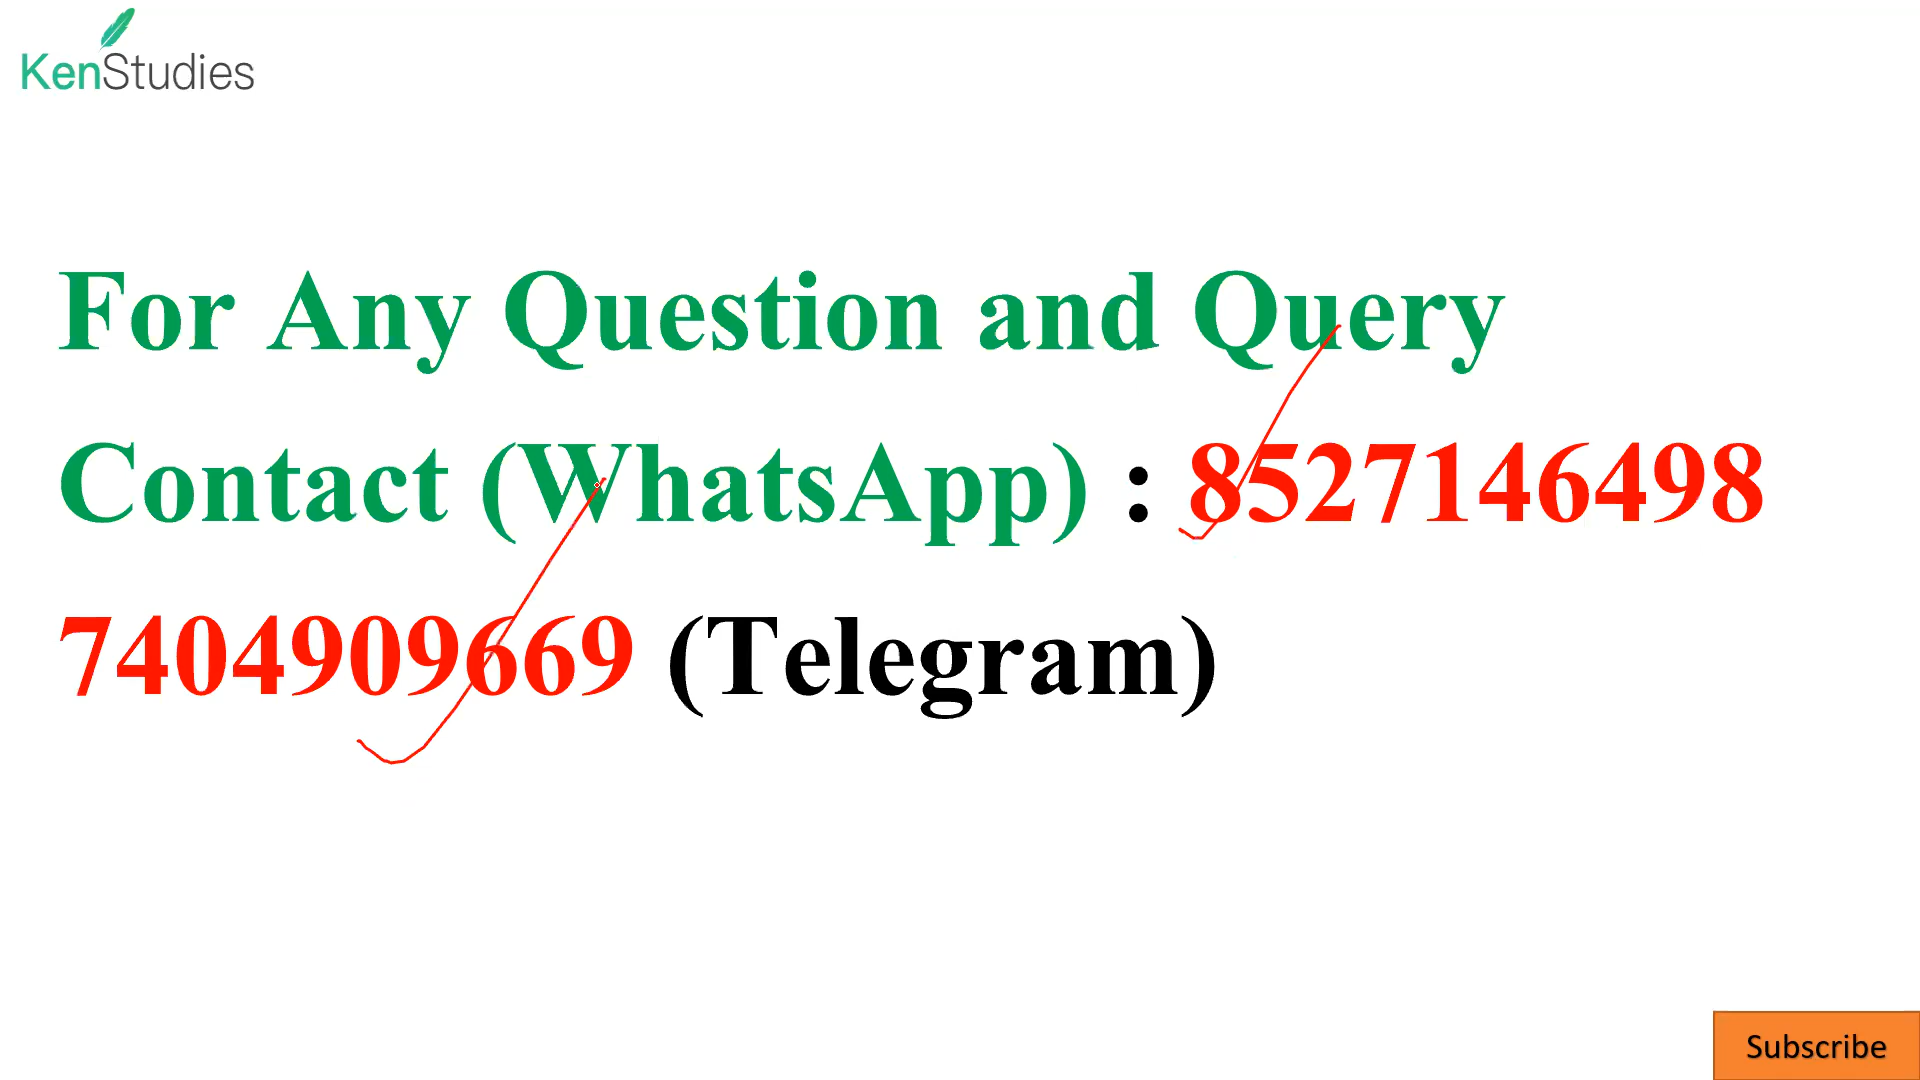 KenStudies
For Any Question and Query
Contact (WhatsApp) : 8527146498
7404909669 (Telegram)
Subscribe